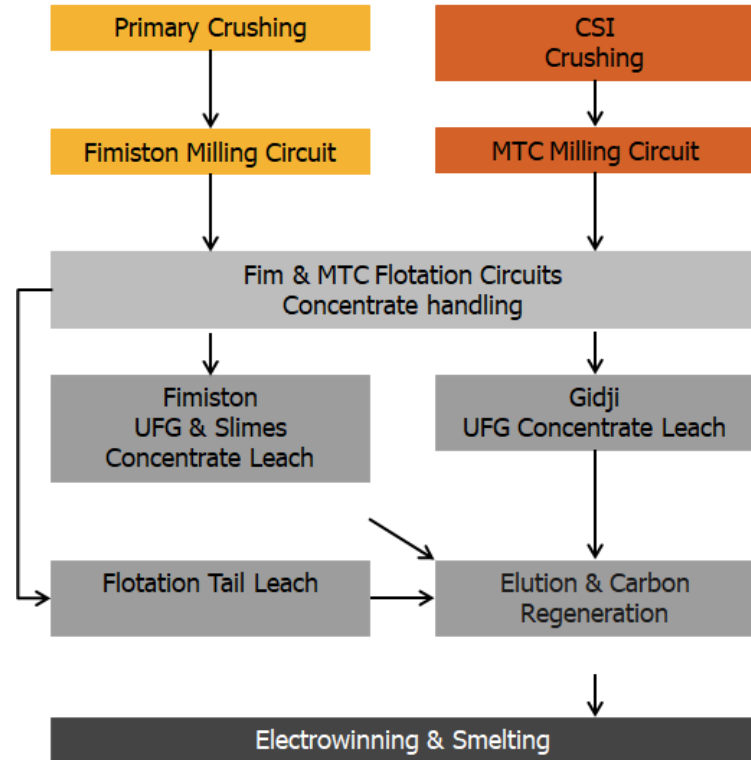 Primary Crushing
CSI
Crushing
Fimiston Milling Circuit
MTC Milling Circuit
Fim & MTC Flotation Circuits
Concentrate handling
Fimiston
UFG & Slimes
Concentrate Leach
Gidji
UFG Concentrate Leach
Flotation Tail Leach
Elution & Carbon
Regeneration
Electrowinning & Smelting